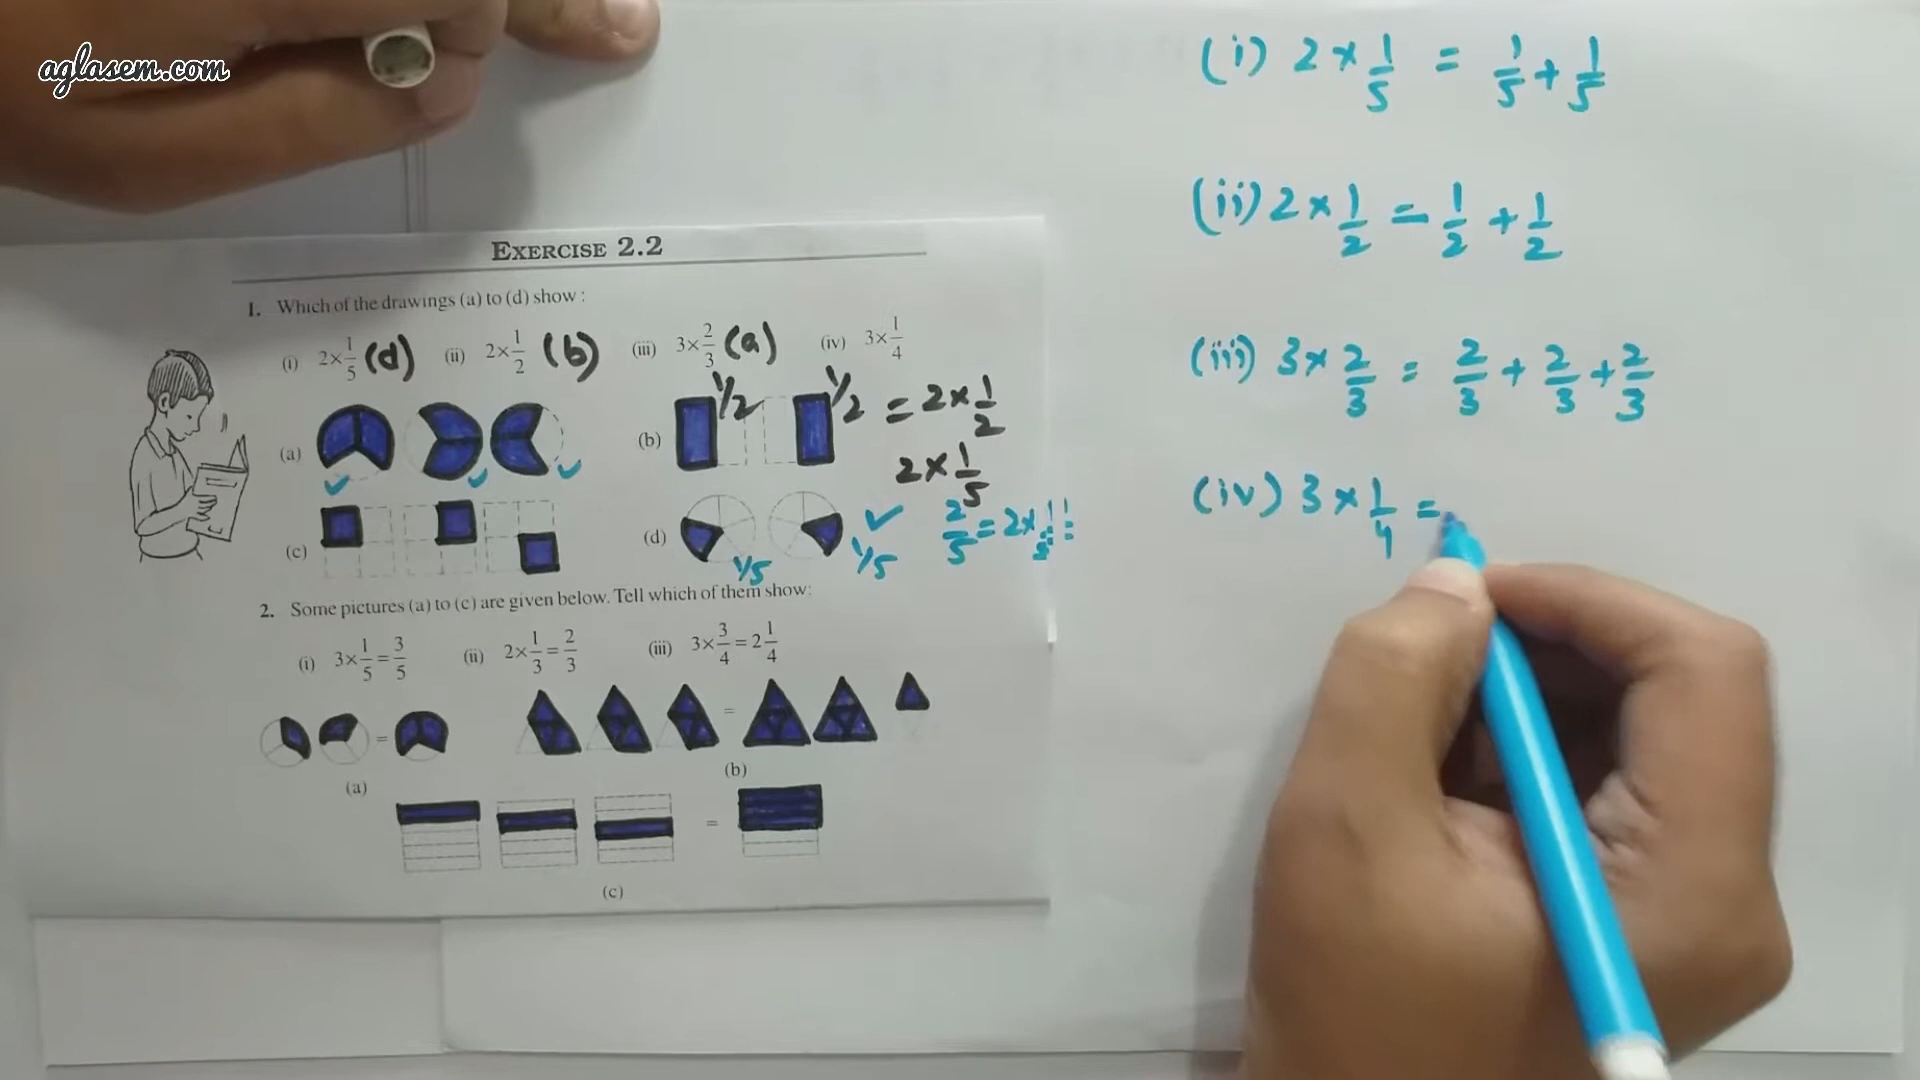 aglasem.com
(i) 2 × 1/5 = 1/5 + 1/5
(ii) 2 × 1/2 = 1/2 + 1/2
(iii) 3 × 2/3 = 2/3 + 2/3 + 2/3
(iv) 3 × 1/4 =
EXERCISE 2.2
1. Which of the drawings (a) to (d) show :
(i) 2×1/5 (d) (ii) 2×1/2 (b) (iii) 3×2/3 (a) (iv) 3×1/4
(a) (b) 1/2 1/2 = 2×1/2
2×1/5
(c) (d) 1/5 1/5 2/5 = 2×
2. Some pictures (a) to (c) are given below. Tell which of them show:
(i) 3×1/5=3/5 (ii) 2×1/3=2/3 (iii) 3×3/4=2 1/4
= =
(a) (b)
=
(c)